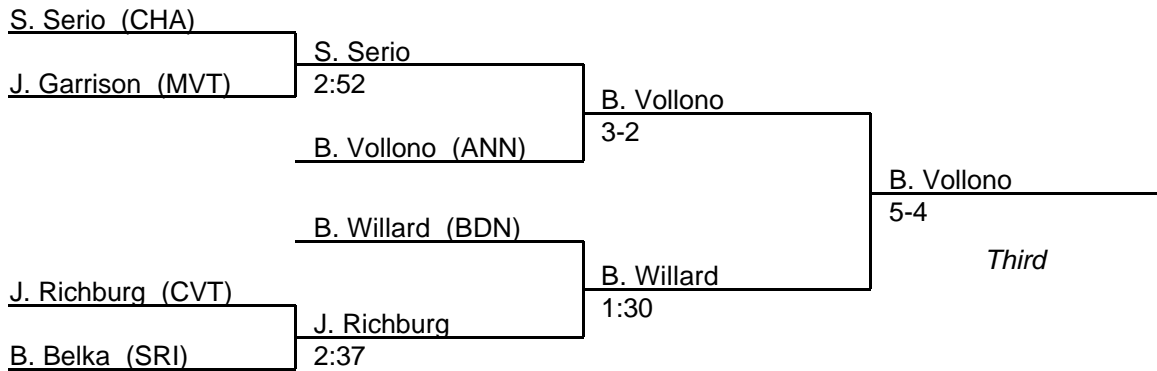 S. Serio (CHA)
S. Serio
J. Garrison (MVT)
2:52
B. Vollono
3-2
B. Vollono (ANN)
B. Vollono
5-4
B. Willard (BDN)
Third
B. Willard
J. Richburg (CVT)
1:30
J. Richburg
B. Belka (SRI)
2:37